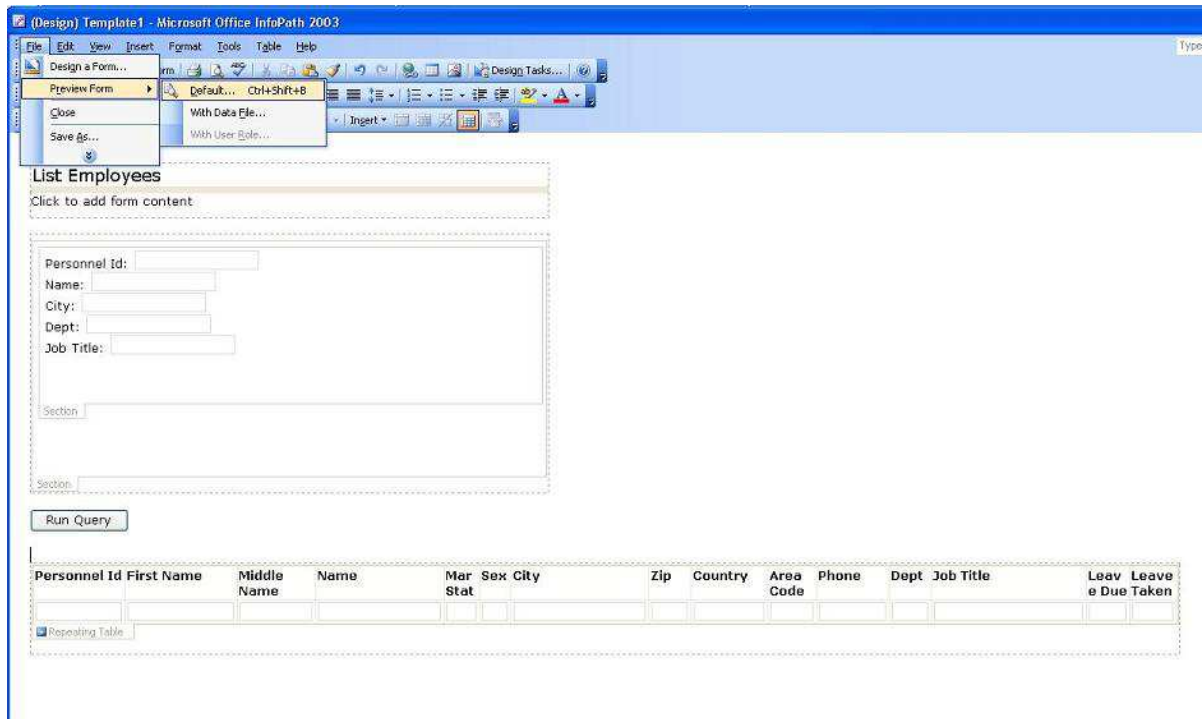 (Design) Template1 - Microsoft Office InfoPath 2003
File Edit View Insert Format Tools Table Help
Type
Design a Form...
rm
Design Tasks...
Preview Form
Default... Ctrl+Shift+B
Close
With Data File...
Insert
Save As...
With User Role...
List Employees
Click to add form content
Personnel Id:
Name:
City:
Dept:
Job Title:
Section
Section
Run Query
Personnel Id First Name Middle Name Mar Sex City Zip Country Area Phone Dept Job Title Leav Leave
Name Stat Code e Due Taken
Repeating Table